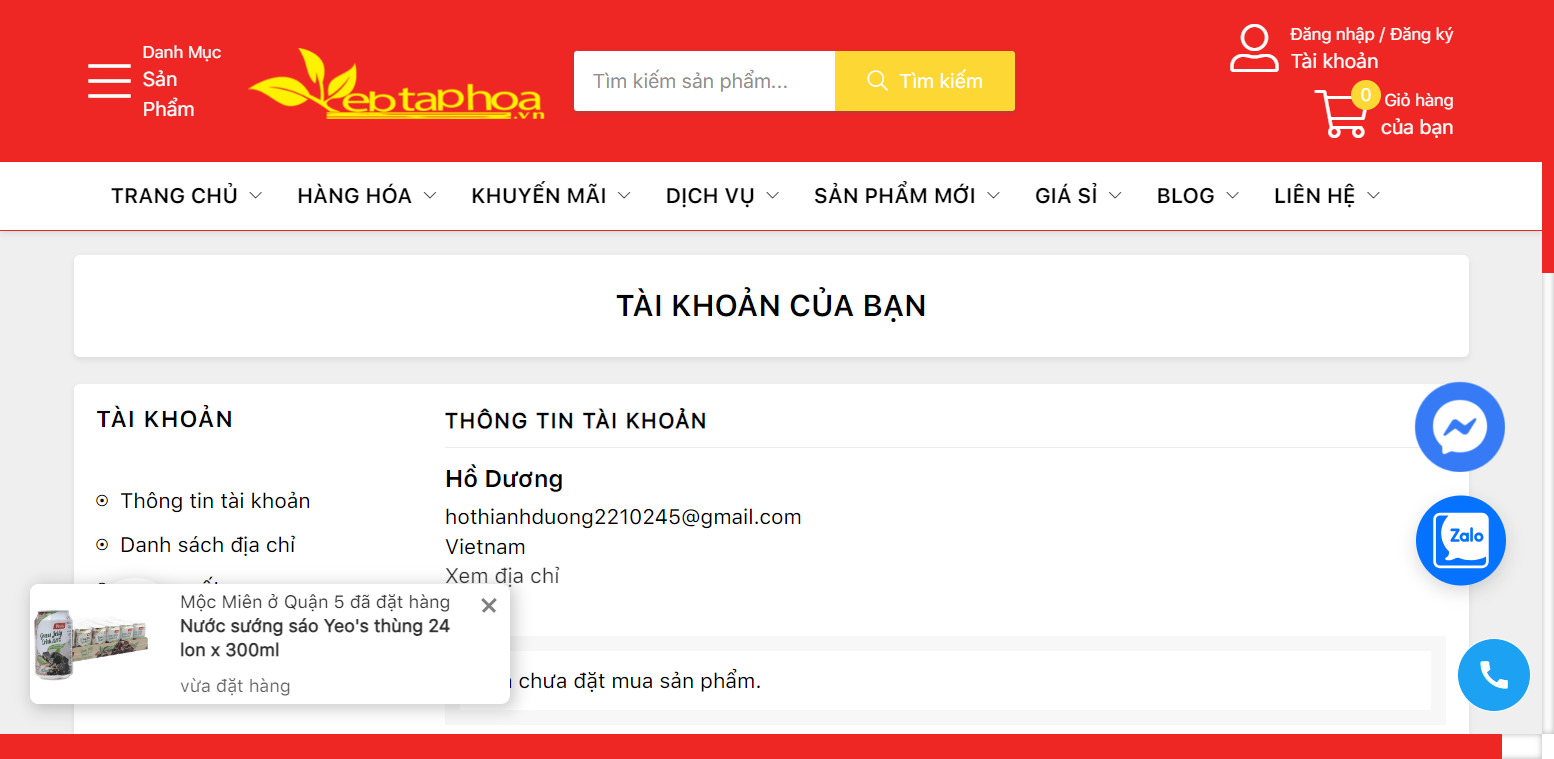 Danh Mục
Sản
Phẩm
ebtaphoa
.vn
Tìm kiếm sản phẩm...
Tìm kiếm
Đăng nhập / Đăng ký
Tài khoản
0
Giỏ hàng
của bạn
TRANG CHỦ HÀNG HÓA KHUYẾN MÃI DỊCH VỤ SẢN PHẨM MỚI GIÁ SỈ BLOG LIÊN HỆ
TÀI KHOẢN CỦA BẠN
TÀI KHOẢN
Thông tin tài khoản
Danh sách địa chỉ
THÔNG TIN TÀI KHOẢN
Hồ Dương
hothianhduong2210245@gmail.com
Vietnam
Xem địa chỉ
chưa đặt mua sản phẩm.
Mộc Miên ở Quận 5 đã đặt hàng
Nước sướng sáo Yeo's thùng 24
lon x 300ml
vừa đặt hàng
Zalo